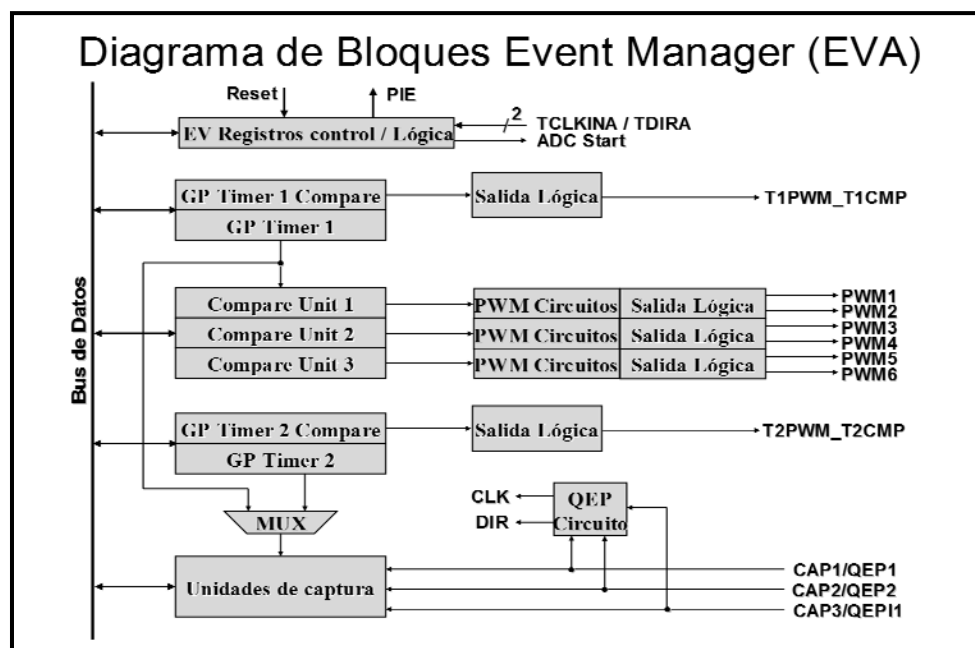 Diagrama de Bloques Event Manager (EVA)
Reset
PIE
EV Registros control / Lógica
2
TCLKINA / TDIRA
ADC Start
GP Timer 1 Compare
Salida Lógica
T1PWM_T1CMP
GP Timer 1
Bus de Datos
Compare Unit 1
PWM Circuitos
Salida Lógica
PWM1
PWM2
Compare Unit 2
PWM Circuitos
Salida Lógica
PWM3
PWM4
Compare Unit 3
PWM Circuitos
Salida Lógica
PWM5
PWM6
GP Timer 2 Compare
Salida Lógica
T2PWM_T2CMP
GP Timer 2
MUX
CLK
DIR
QEP
Circuito
Unidades de captura
CAP1/QEP1
CAP2/QEP2
CAP3/QEPI1